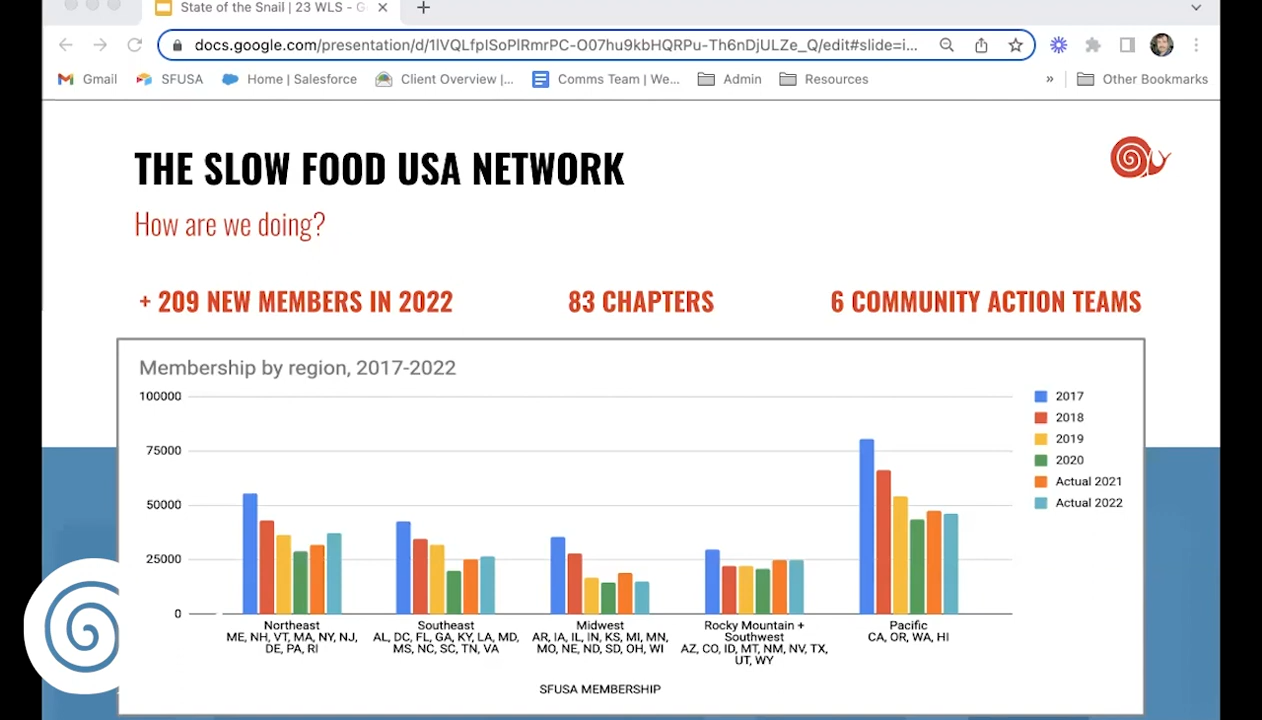 State of the Snail | 23 WLS - G
docs.google.com/presentation/d/1lVQLfpISoPlRmrPC-O07hu9kbHQRPu-Th6nDjULZe_Q/edit#slide=i...
Gmail
SFUSA
Home | Salesforce
Client Overview |...
Comms Team | We...
Admin
Resources
»
Other Bookmarks
THE SLOW FOOD USA NETWORK
How are we doing?
+ 209 NEW MEMBERS IN 2022
83 CHAPTERS
6 COMMUNITY ACTION TEAMS
Membership by region, 2017-2022
100000
75000
50000
25000
0
2017
2018
2019
2020
Actual 2021
Actual 2022
Northeast
ME, NH, VT, MA, NY, NJ,
DE, PA, RI
Southeast
AL, DC, FL, GA, KY, LA, MD,
MS, NC, SC, TN, VA
Midwest
AR, IA, IL, IN, KS, MI, MN,
MO, NE, ND, SD, OH, WI
Rocky Mountain +
Southwest
AZ, CO, ID, MT, NM, NV, TX,
UT, WY
Pacific
CA, OR, WA, HI
SFUSA MEMBERSHIP